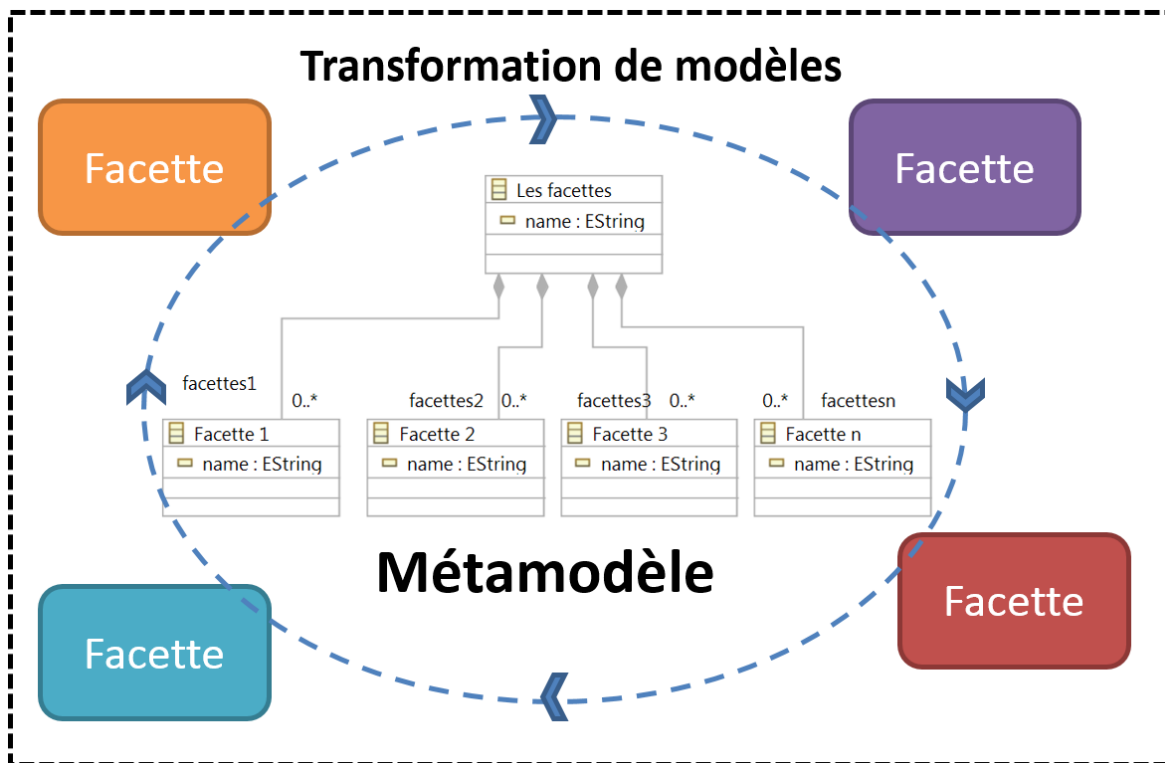 Transformation de modèles
Facette
Facette
Les facettes
name : EString
facettes1
0..*
facettes2
0..*
facettes3
0..*
0..*
facettesn
Facette 1
name : EString
Facette 2
name : EString
Facette 3
name : EString
Facette n
name : EString
Métamodèle
Facette
Facette